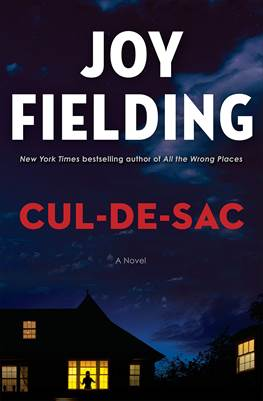 JOY
FIELDING
New York Times bestselling author of All the Wrong Places
CUL-DE-SAC
A Novel